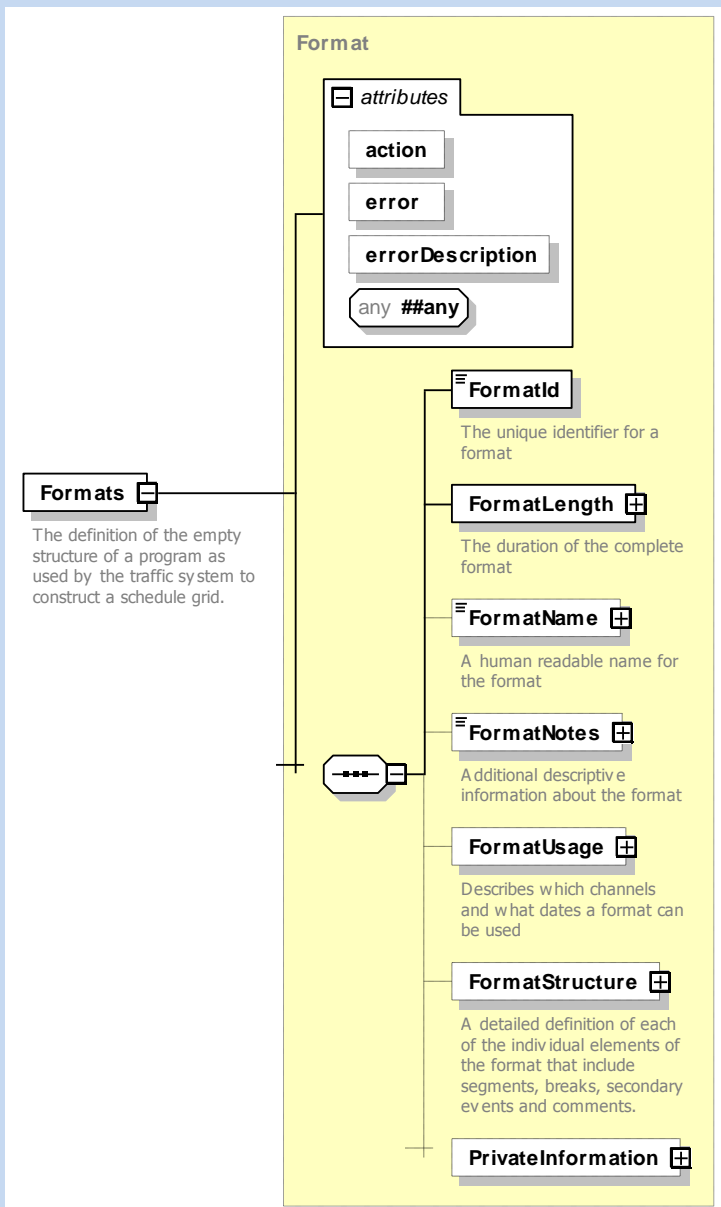 Format
attributes
action
error
errorDescription
any ##any
FormatId
The unique identifier for a
format
Formats
The definition of the empty
structure of a program as
used by the traffic system to
construct a schedule grid.
FormatLength
The duration of the complete
format
FormatName
A human readable name for
the format
FormatNotes
Additional descriptive
information about the format
FormatUsage
Describes which channels
and what dates a format can
be used
FormatStructure
A detailed definition of each
of the individual elements of
the format that include
segments, breaks, secondary
events and comments.
PrivateInformation